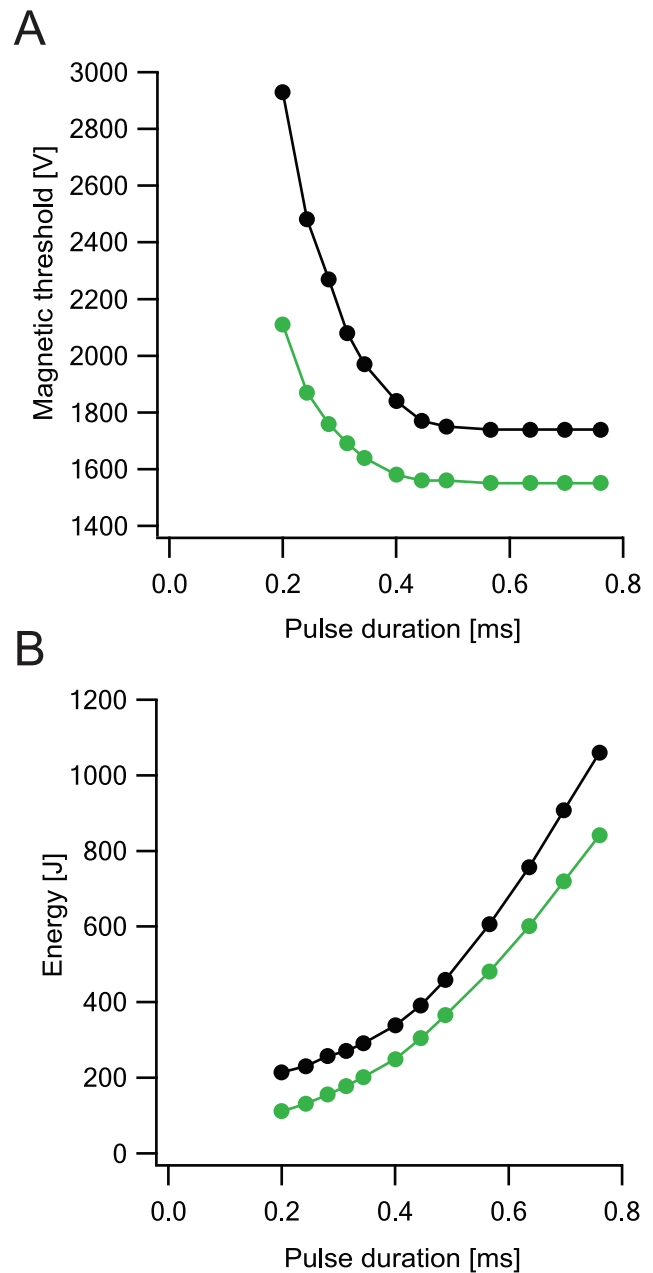 A
3000
2800
2600
2400
2200
2000
1800
1600
1400
Magnetic threshold [V]
0.0 0.2 0.4 0.6 0.8
Pulse duration [ms]
B
1200
1000
800
600
400
200
0
Energy [J]
0.0 0.2 0.4 0.6 0.8
Pulse duration [ms]